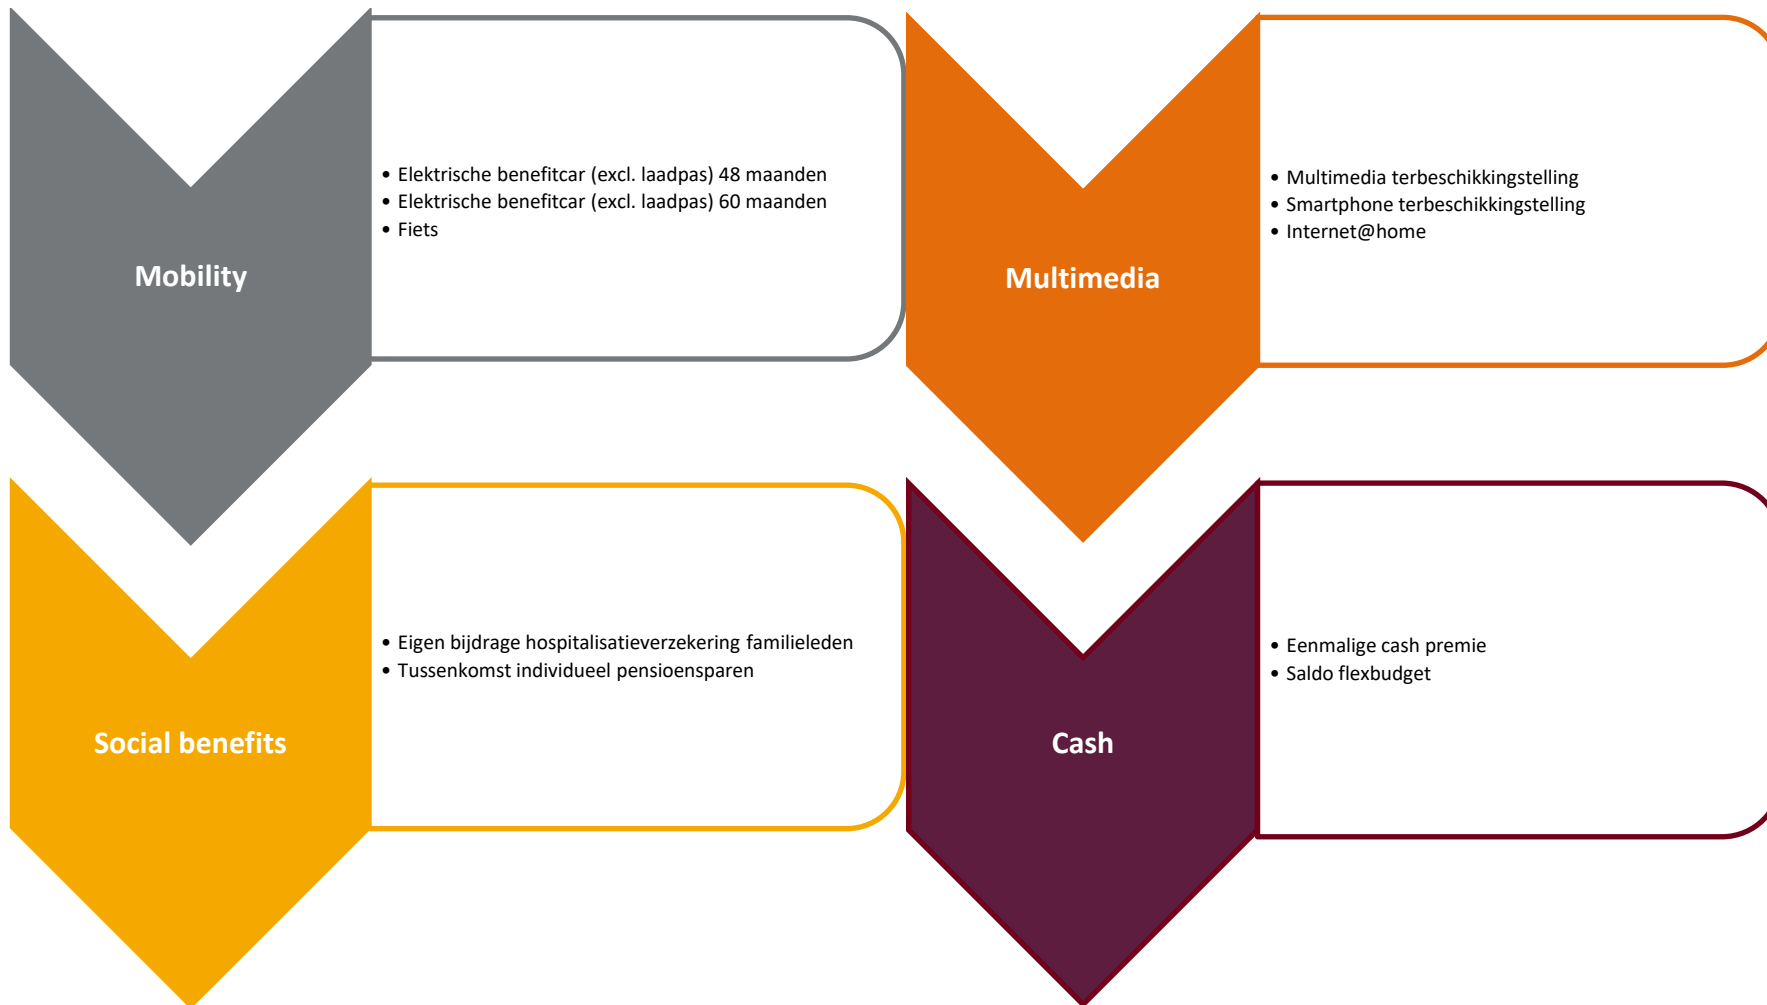 Mobility
• Elektrische benefitcar (excl. laadpas) 48 maanden
• Elektrische benefitcar (excl. laadpas) 60 maanden
• Fiets
Multimedia
• Multimedia terbeschikkingstelling
• Smartphone terbeschikkingstelling
• Internet@home
Social benefits
• Eigen bijdrage hospitalisatieverzekering familieleden
• Tussenkomst individueel pensioensparen
Cash
• Eenmalige cash premie
• Saldo flexbudget